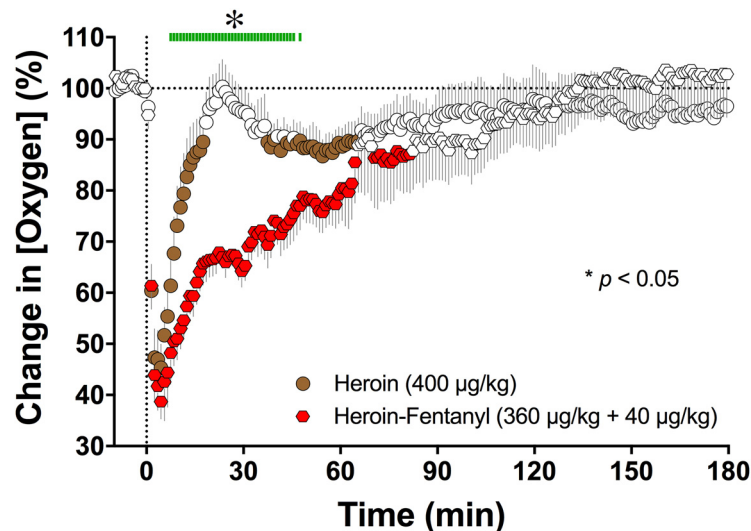 *
110
100
90
80
70
60
50
40
30
Change in [Oxygen] (%)
* p < 0.05
Heroin (400 µg/kg)
Heroin-Fentanyl (360 µg/kg + 40 µg/kg)
0 30 60 90 120 150 180
Time (min)